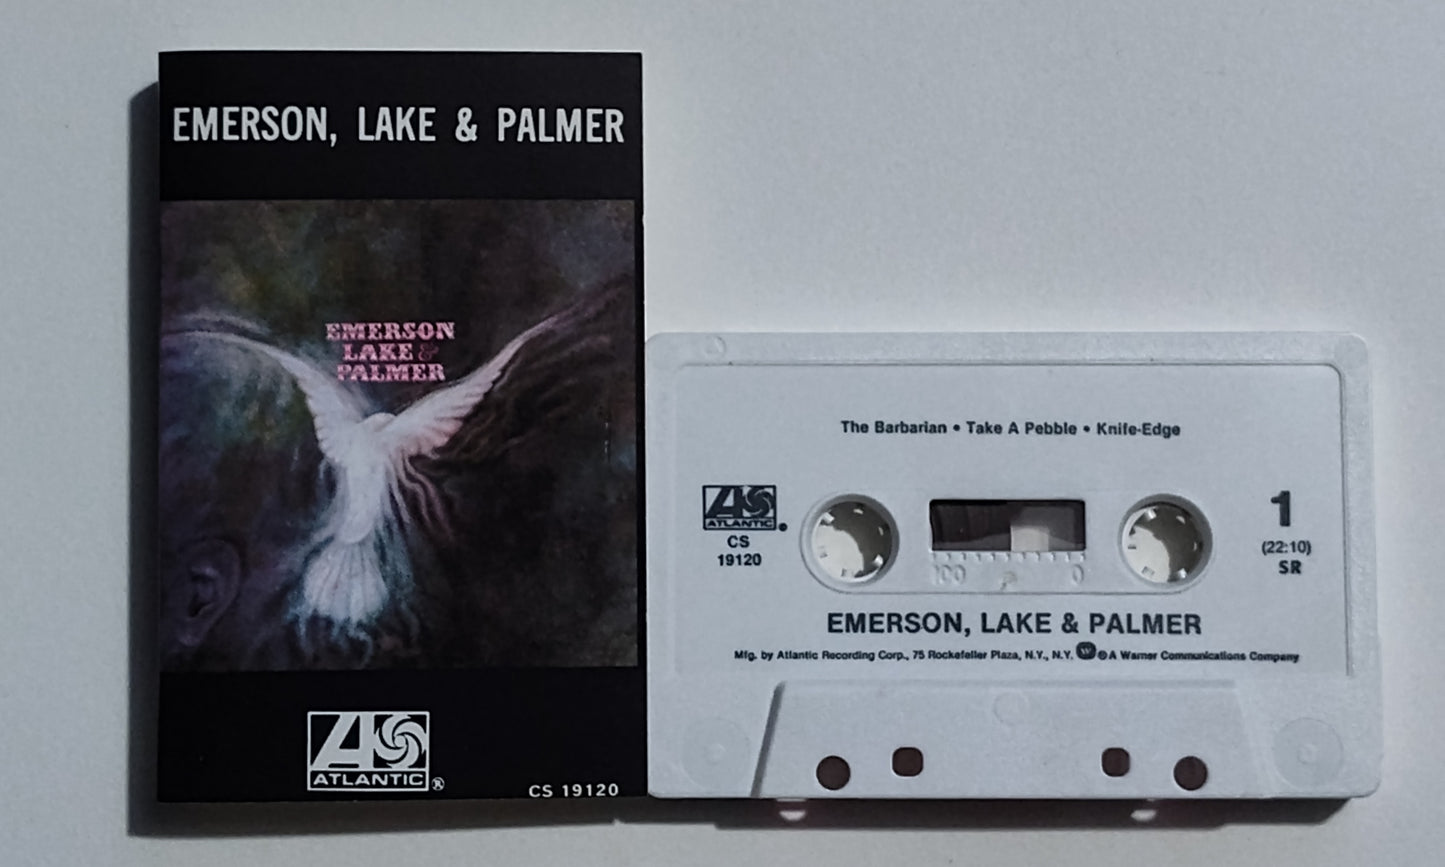 EMERSON, LAKE & PALMER
EMERSON
LAKE &
PALMER
ATLANTIC®
CS 19120
The Barbarian • Take A Pebble • Knife-Edge
ATLANTIC
CS
19120
1
(22:10)
SR
100 0
EMERSON, LAKE & PALMER
Mfg. by Atlantic Recording Corp., 75 Rockefeller Plaza, N.Y., N.Y. ®A Warner Communications Company